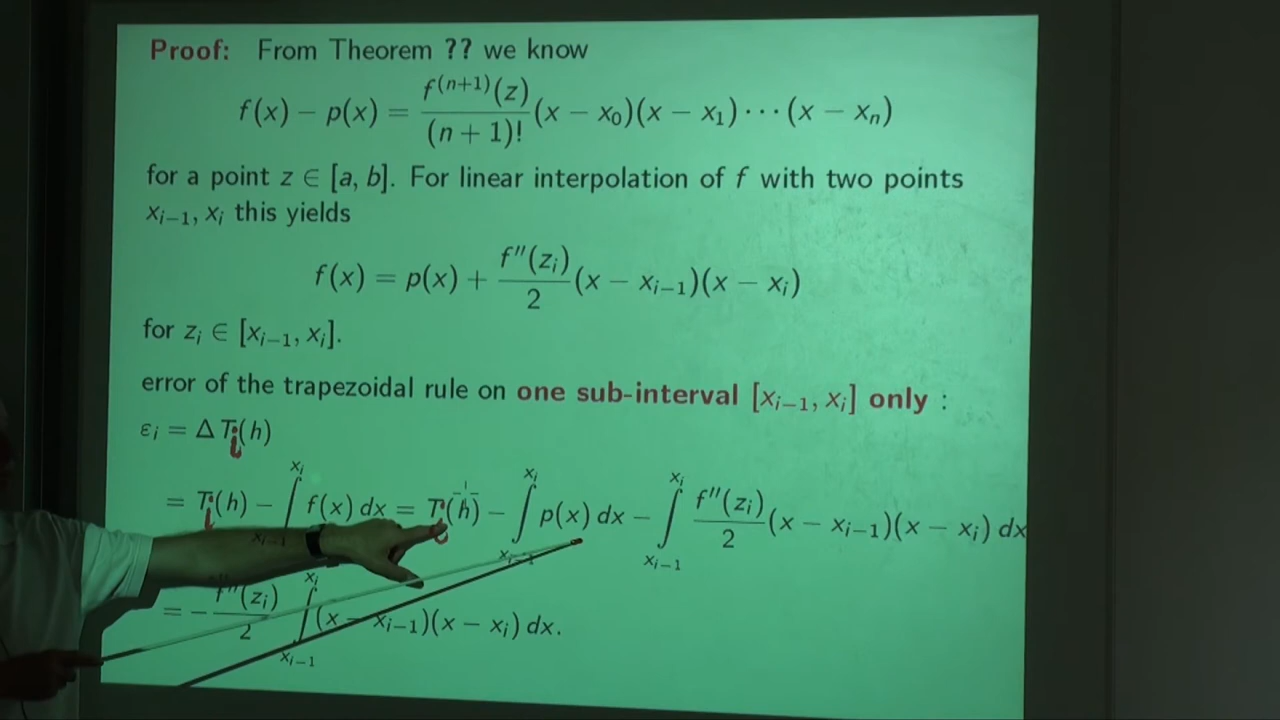 Proof: From Theorem ?? we know
f(x) − p(x) = f^{(n+1)}(z) / (n + 1)! (x − x_0)(x − x_1) ··· (x − x_n)
for a point z ∈ [a, b]. For linear interpolation of f with two points
x_{i−1}, x_i this yields
f(x) = p(x) + f''(z_i) / 2 (x − x_{i−1})(x − x_i)
for z_i ∈ [x_{i−1}, x_i].
error of the trapezoidal rule on one sub-interval [x_{i−1}, x_i] only :
ε_i = Δ T_i(h)
= T_i(h) − ∫_{x_{i−1}}^{x_i} f(x) dx = T_i(h) − ∫_{x_{i−1}}^{x_i} p(x) dx − ∫_{x_{i−1}}^{x_i} f''(z_i) / 2 (x − x_{i−1})(x − x_i) dx
= − f''(z_i) / 2 ∫_{x_{i−1}}^{x_i} (x − x_{i−1})(x − x_i) dx.